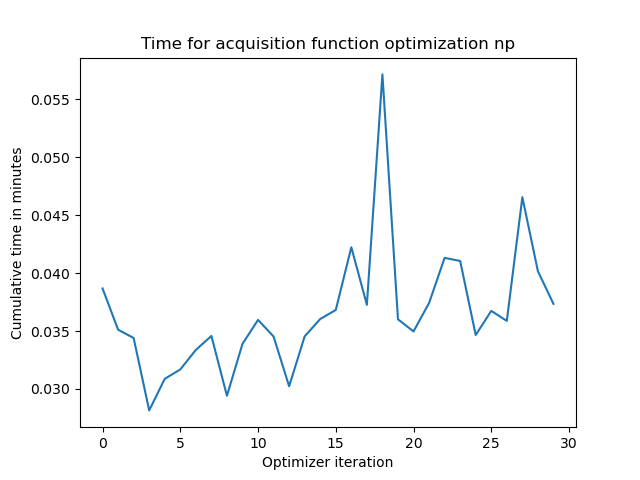 Time for acquisition function optimization np
0.055
0.050
0.045
0.040
0.035
0.030
Cumulative time in minutes
0 5 10 15 20 25 30
Optimizer iteration